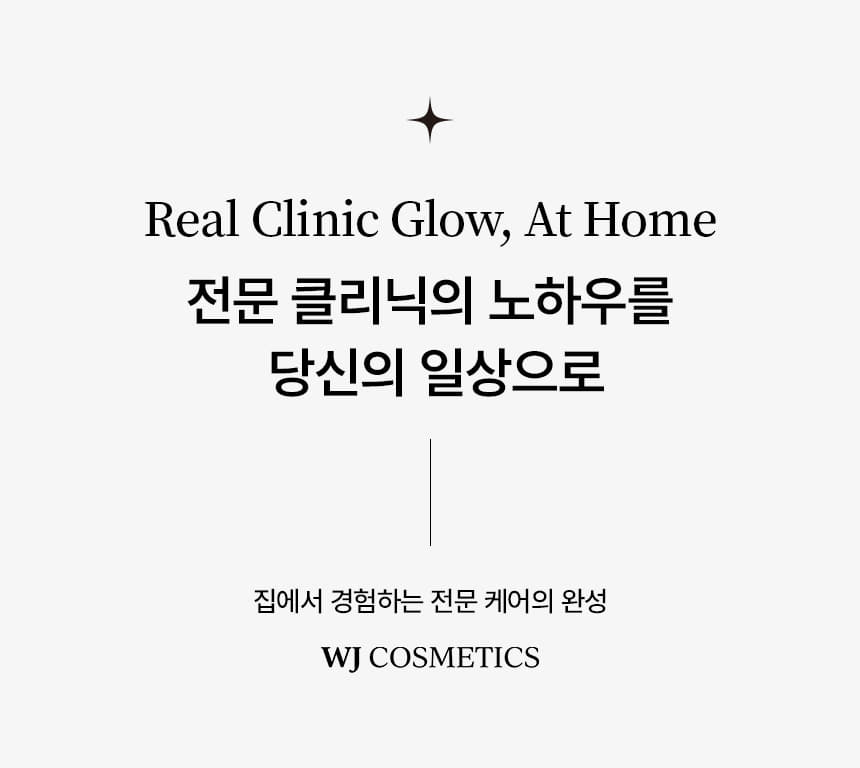 Real Clinic Glow, At Home
전문 클리닉의 노하우를
당신의 일상으로
집에서 경험하는 전문 케어의 완성
WJ COSMETICS